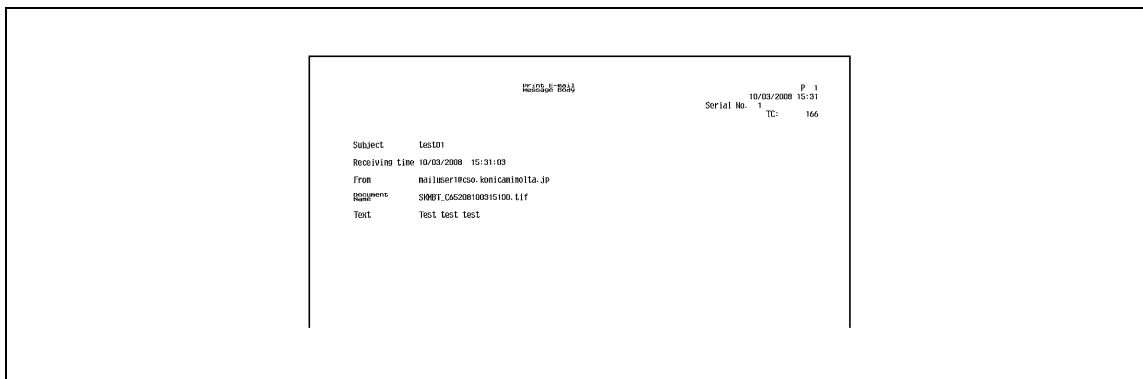 Print E-mail
Message Body
P 1
10/03/2008 15:31
Serial No. 1
TC: 166
Subject test01
Receiving time 10/03/2008 15:31:03
From mailuser1@cso.konicaminolta.jp
Document
Name SKMBT_C65208100315100.tif
Text Test test test